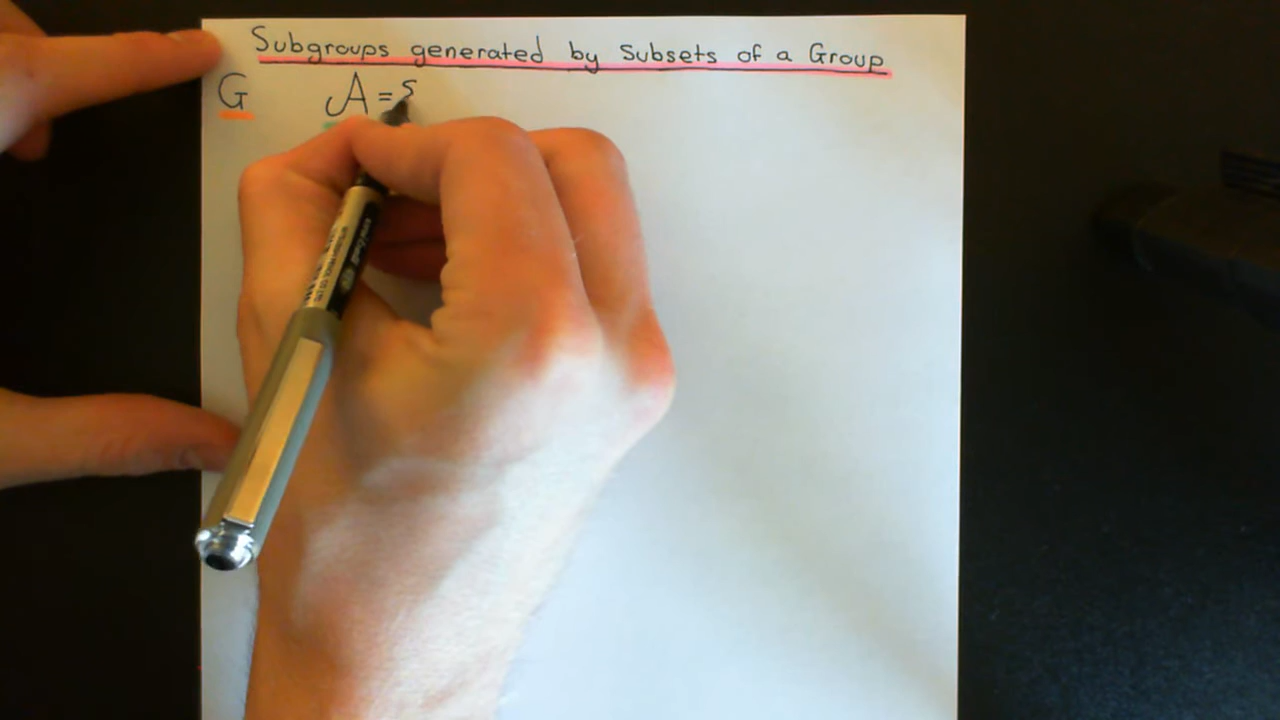 Subgroups generated by Subsets of a Group
G A = {